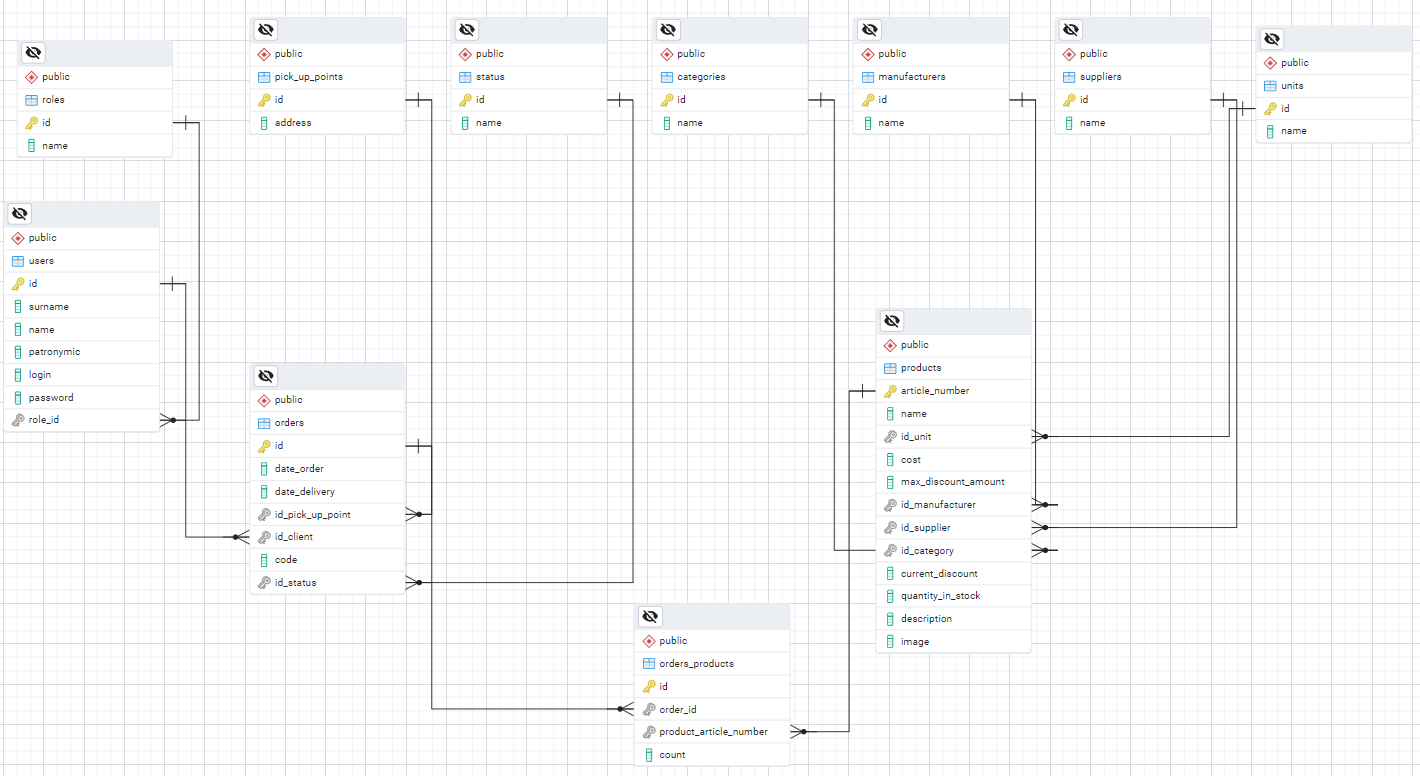 public
roles
id
name
public
pick_up_points
id
address
public
status
id
name
public
categories
id
name
public
manufacturers
id
name
public
suppliers
id
name
public
units
id
name
public
users
id
surname
name
patronymic
login
password
role_id
public
orders
id
date_order
date_delivery
id_pick_up_point
id_client
code
id_status
public
products
article_number
name
id_unit
cost
max_discount_amount
id_manufacturer
id_supplier
id_category
current_discount
quantity_in_stock
description
image
public
orders_products
id
order_id
product_article_number
count